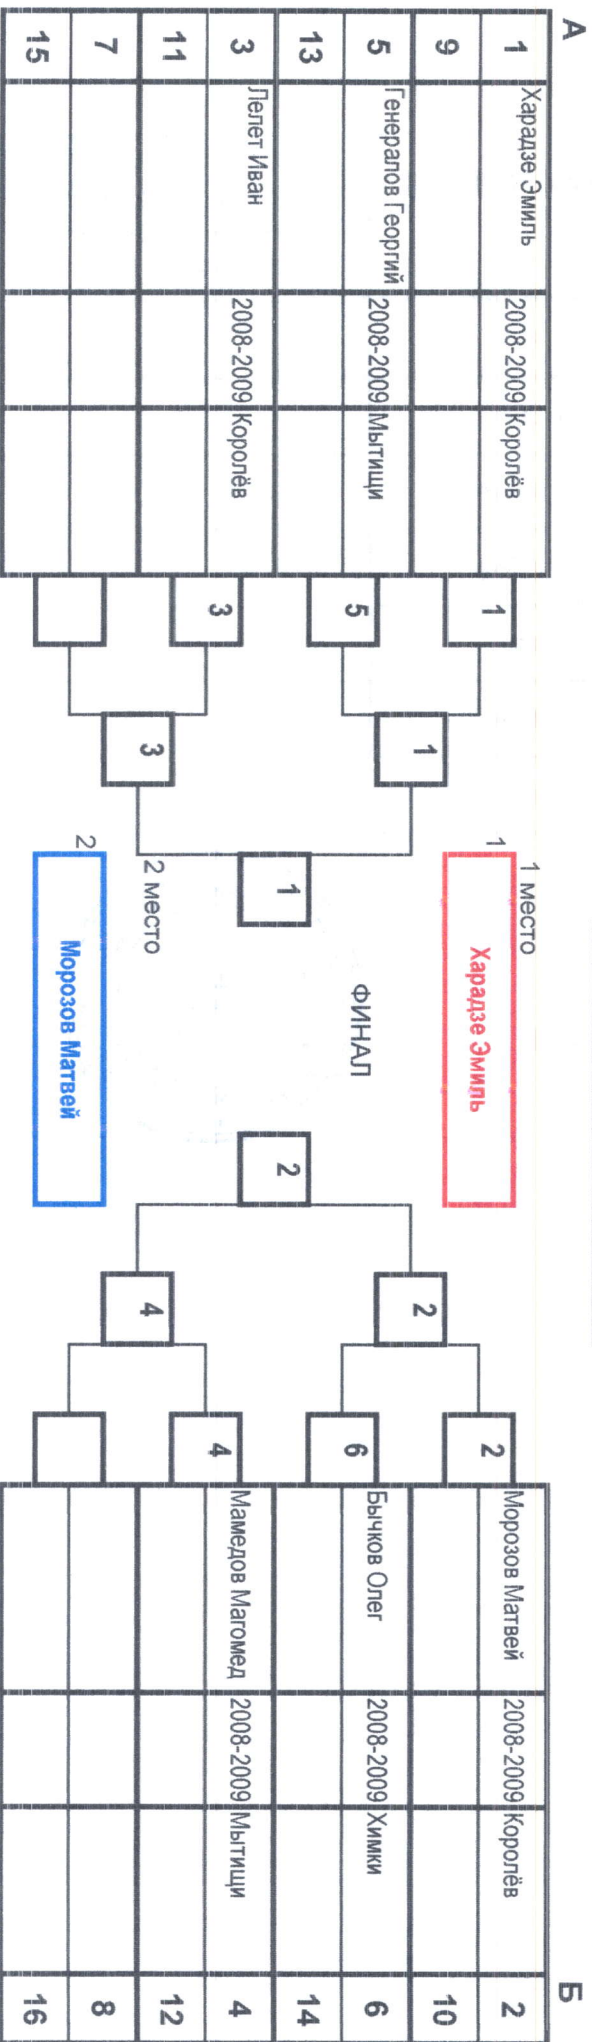 А
1 Харадзе Эмиль 2008-2009 Королёв
9
5 Генералов Георгий 2008-2009 Мытищи
13
3 Лелет Иван 2008-2009 Королёв
11
7
15
1
5
3
1
3
1
1 место
1
Харадзе Эмиль
ФИНАЛ
2 место
2
Морозов Матвей
2
2
4
2
6
4
Б
Морозов Матвей 2008-2009 Королёв 2
10
Бычков Олег 2008-2009 Химки 6
14
Мамедов Магомед 2008-2009 Мытищи 4
12
8
16